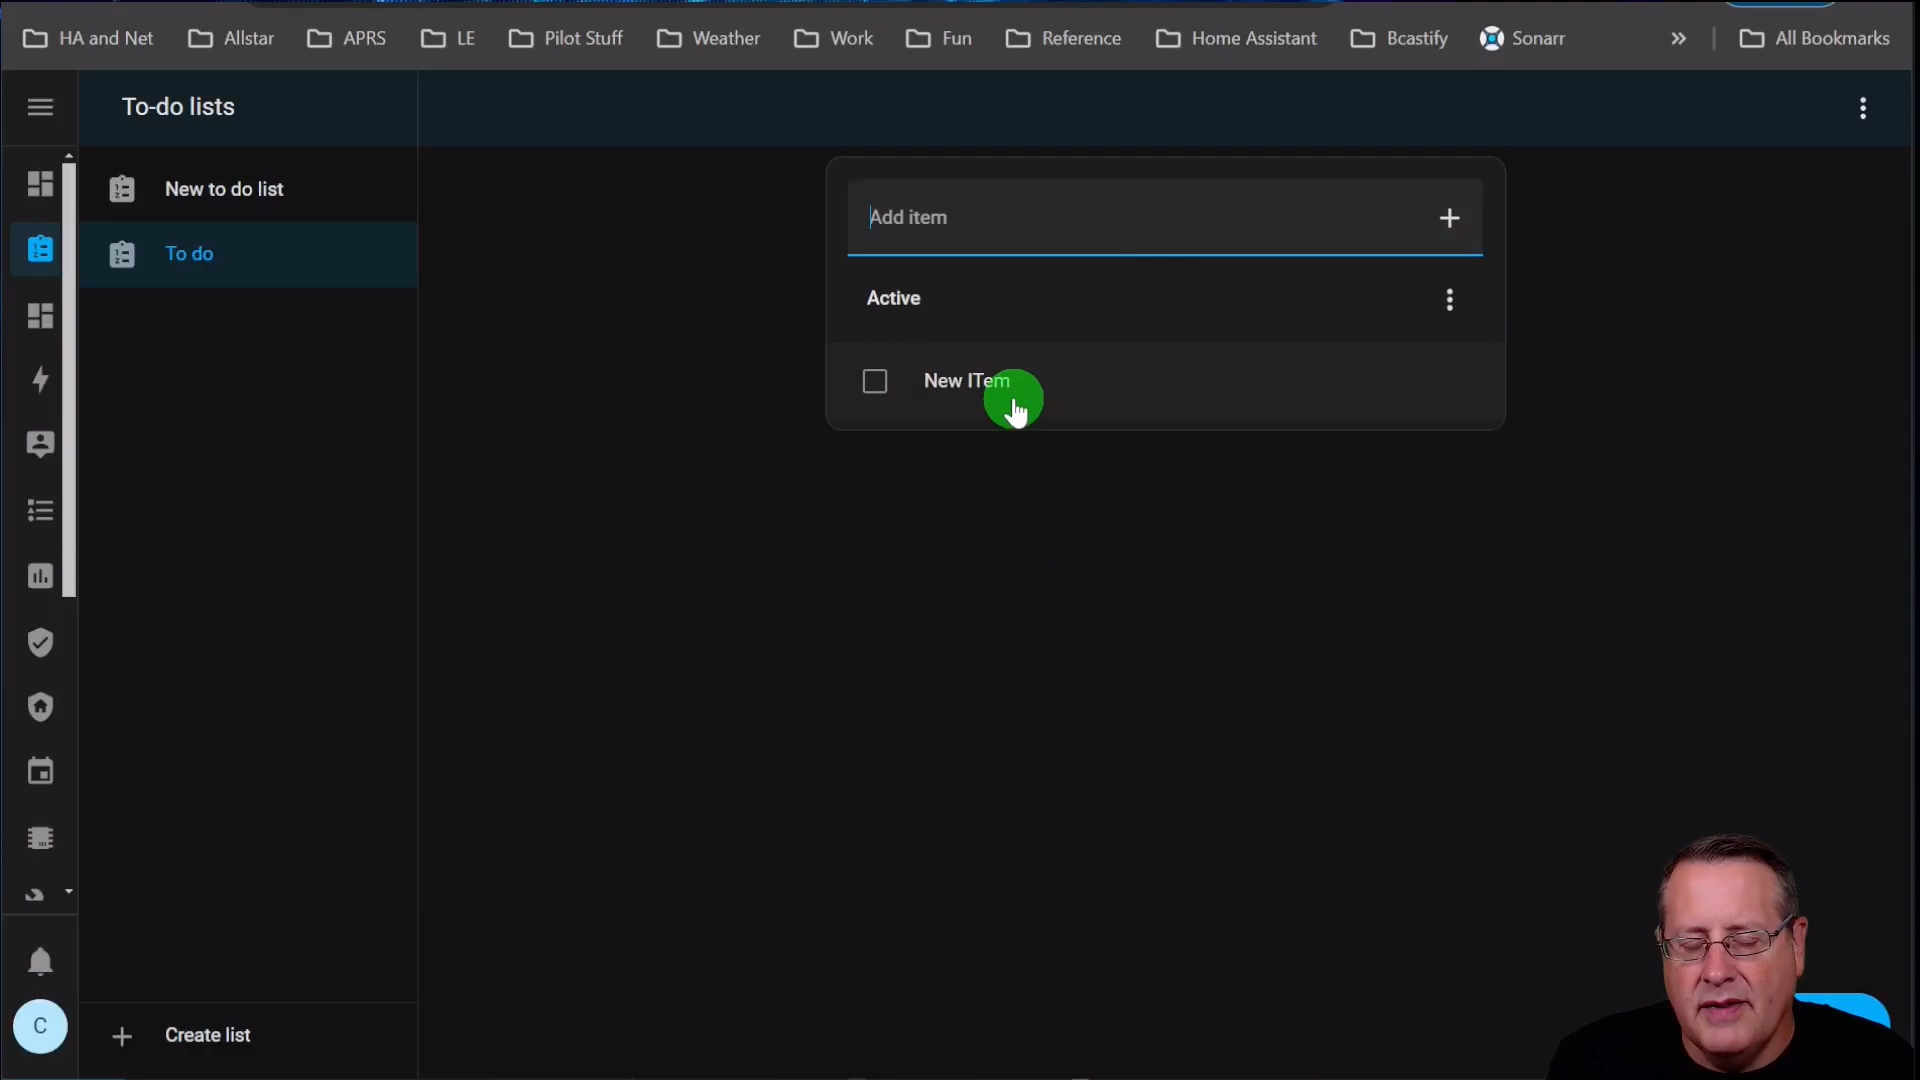 HA and Net Allstar APRS LE Pilot Stuff Weather Work Fun Reference Home Assistant Bcastify Sonarr » All Bookmarks
To-do lists
New to do list
To do
Add item
Active
New ITem
C
Create list